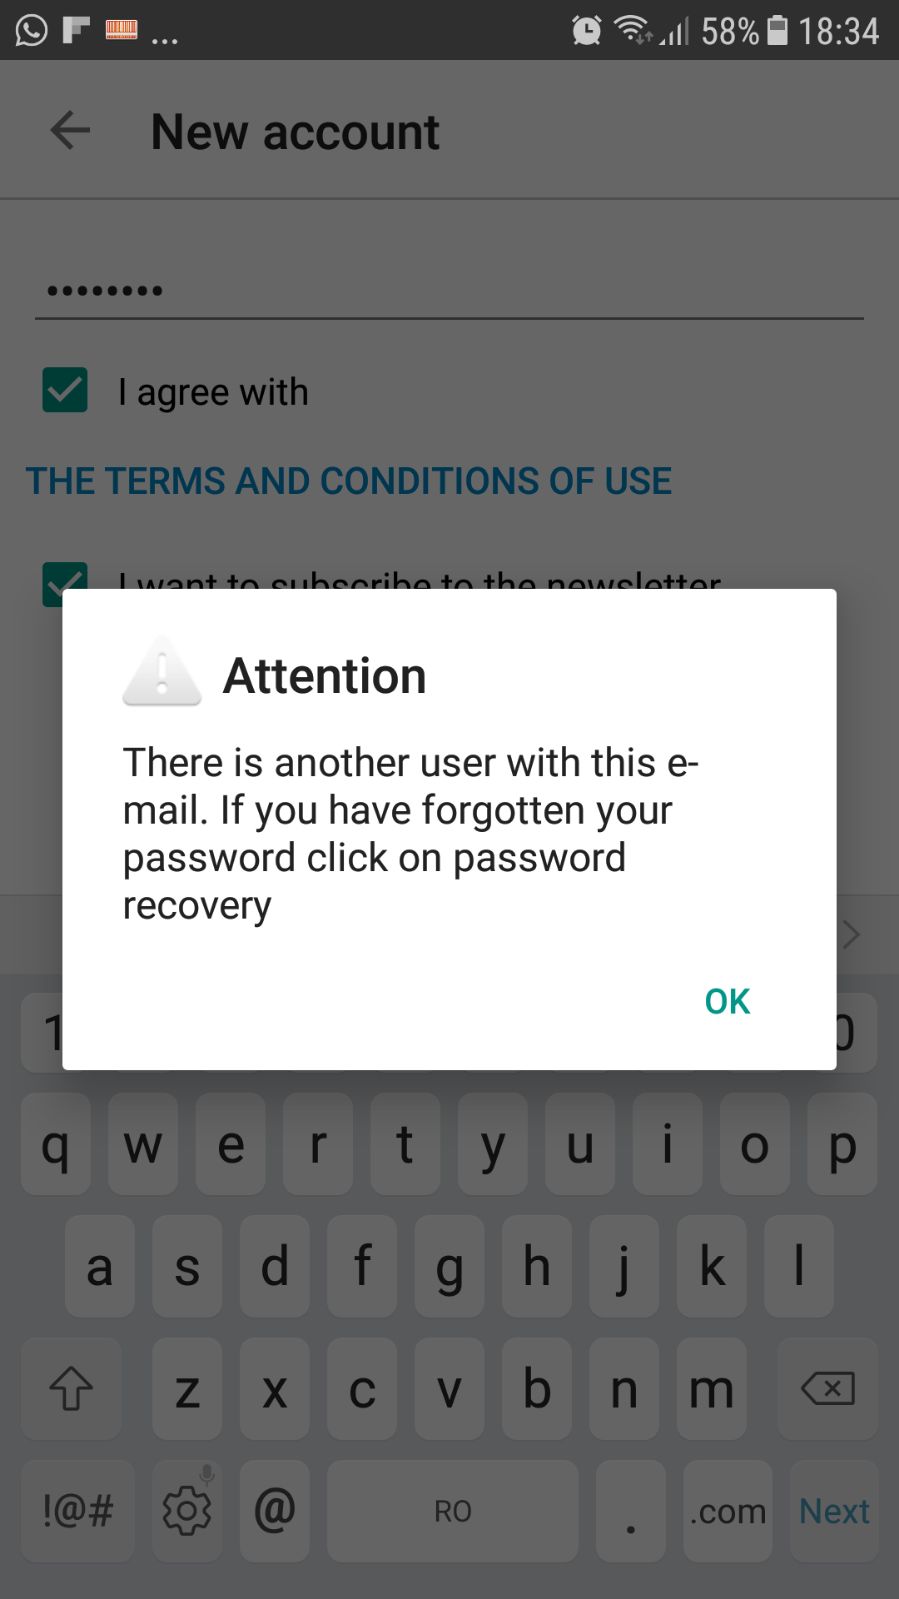 ... 58% 18:34
New account
••••••••
I agree with
THE TERMS AND CONDITIONS OF USE
I want to subscribe to the newsletter
Attention
There is another user with this e-
mail. If you have forgotten your
password click on password
recovery
OK
1 0
q w e r t y u i o p
a s d f g h j k l
z x c v b n m
!@# @ RO . .com Next